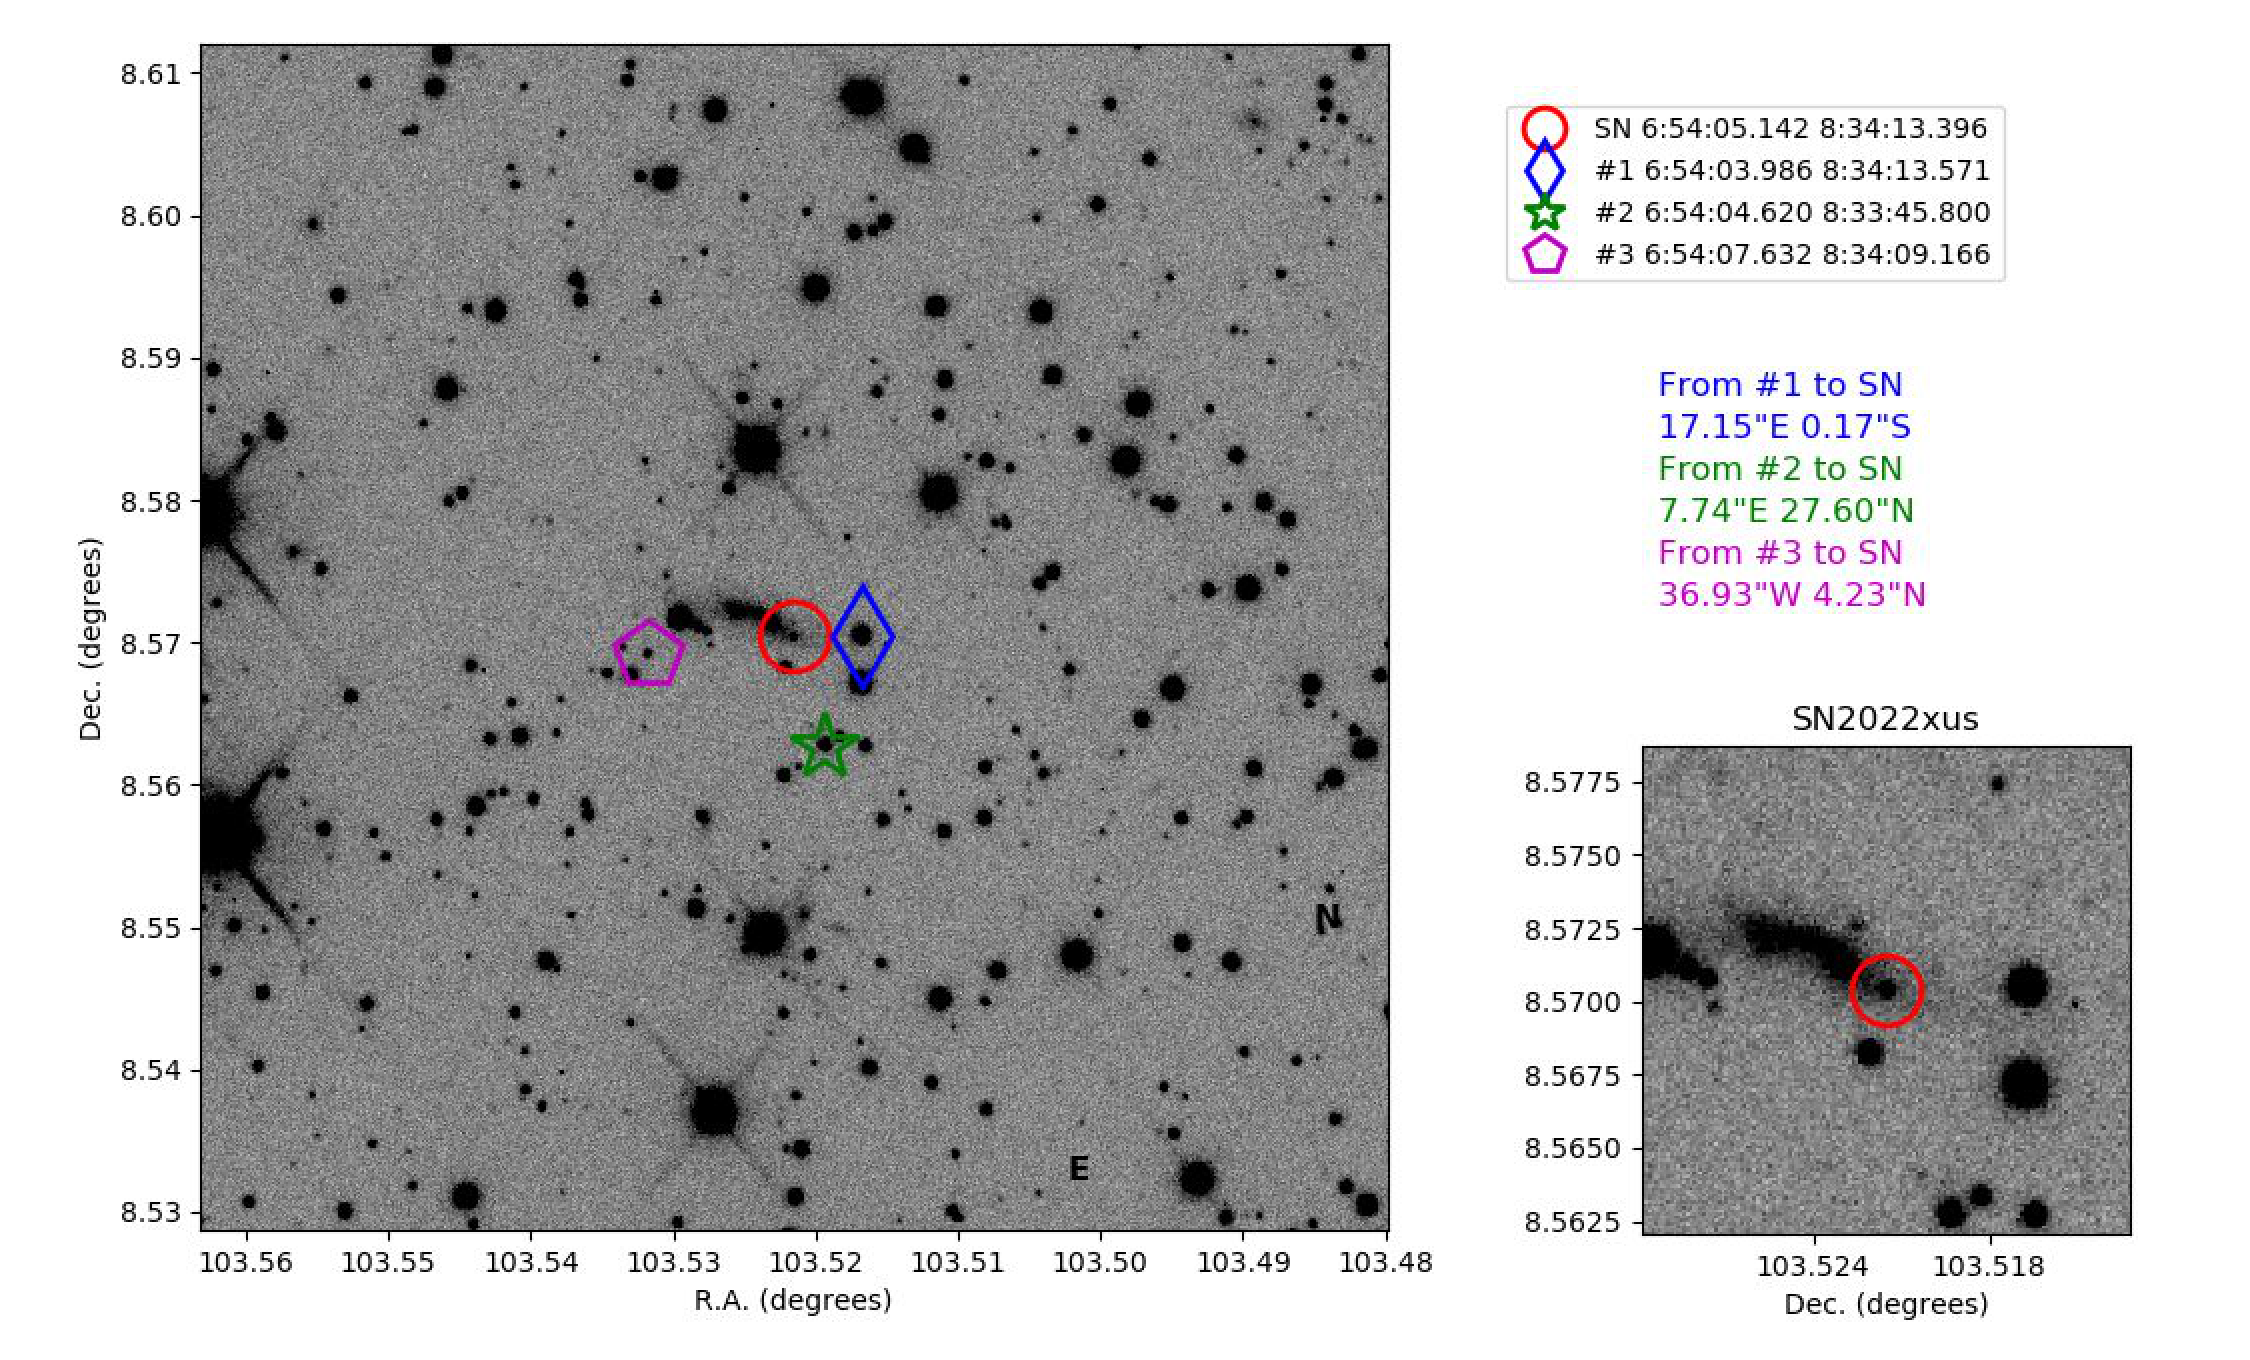 8.61
8.60
8.59
8.58
8.57
8.56
8.55
8.54
8.53
Dec. (degrees)
103.56 103.55 103.54 103.53 103.52 103.51 103.50 103.49 103.48
R.A. (degrees)
N
E
SN 6:54:05.142 8:34:13.396
#1 6:54:03.986 8:34:13.571
#2 6:54:04.620 8:33:45.800
#3 6:54:07.632 8:34:09.166
From #1 to SN
17.15"E 0.17"S
From #2 to SN
7.74"E 27.60"N
From #3 to SN
36.93"W 4.23"N
SN2022xus
8.5775
8.5750
8.5725
8.5700
8.5675
8.5650
8.5625
103.524 103.518
Dec. (degrees)